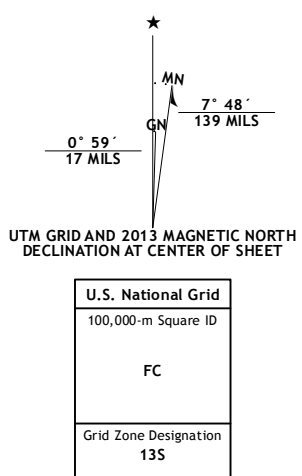 ★
MN
7° 48´
139 MILS
GN
0° 59´
17 MILS
UTM GRID AND 2013 MAGNETIC NORTH
DECLINATION AT CENTER OF SHEET
U.S. National Grid
100,000-m Square ID
FC
Grid Zone Designation
13S